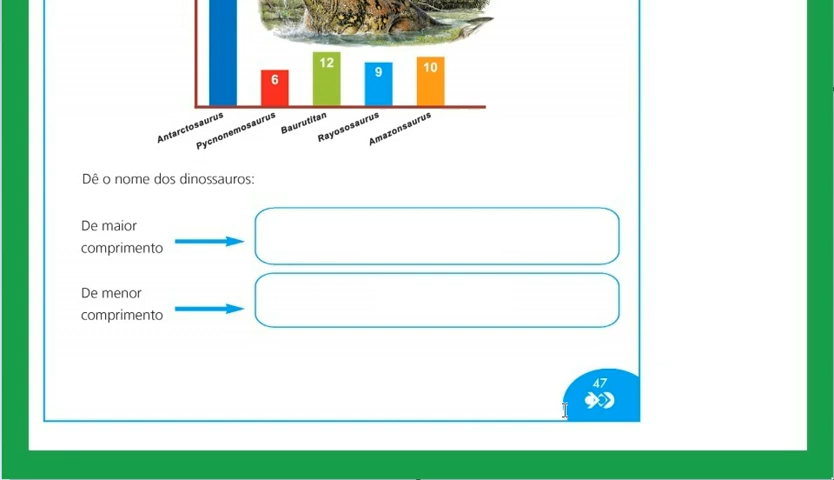 6
12
9
10
Antarctosaurus
Pycnonemosaurus
Baurutitan
Rayososaurus
Amazonsaurus
Dê o nome dos dinossauros:
De maior
comprimento
De menor
comprimento
47